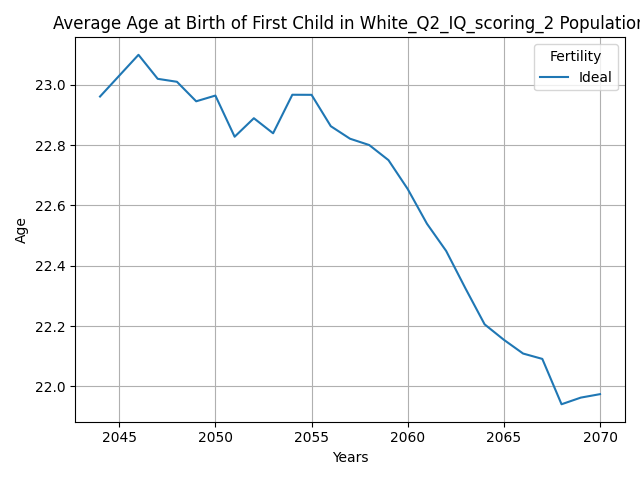 Average Age at Birth of First Child in White_Q2_IQ_scoring_2 Population
Fertility
Ideal
23.0
22.8
22.6
22.4
22.2
22.0
Age
2045 2050 2055 2060 2065 2070
Years